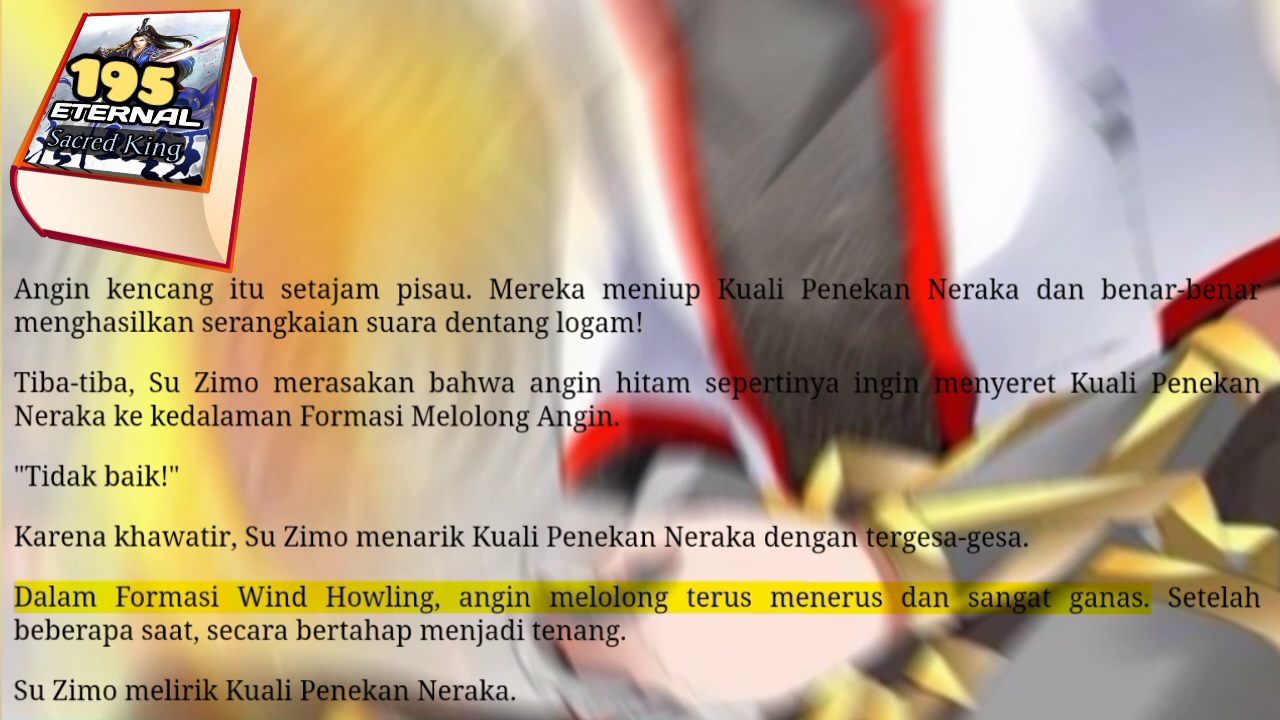 195
ETERNAL
Sacred King
Angin kencang itu setajam pisau. Mereka meniup Kuali Penekan Neraka dan benar-benar
menghasilkan serangkaian suara dentang logam!
Tiba-tiba, Su Zimo merasakan bahwa angin hitam sepertinya ingin menyeret Kuali Penekan
Neraka ke kedalaman Formasi Melolong Angin.
"Tidak baik!"
Karena khawatir, Su Zimo menarik Kuali Penekan Neraka dengan tergesa-gesa.
Dalam Formasi Wind Howling, angin melolong terus menerus dan sangat ganas. Setelah
beberapa saat, secara bertahap menjadi tenang.
Su Zimo melirik Kuali Penekan Neraka.